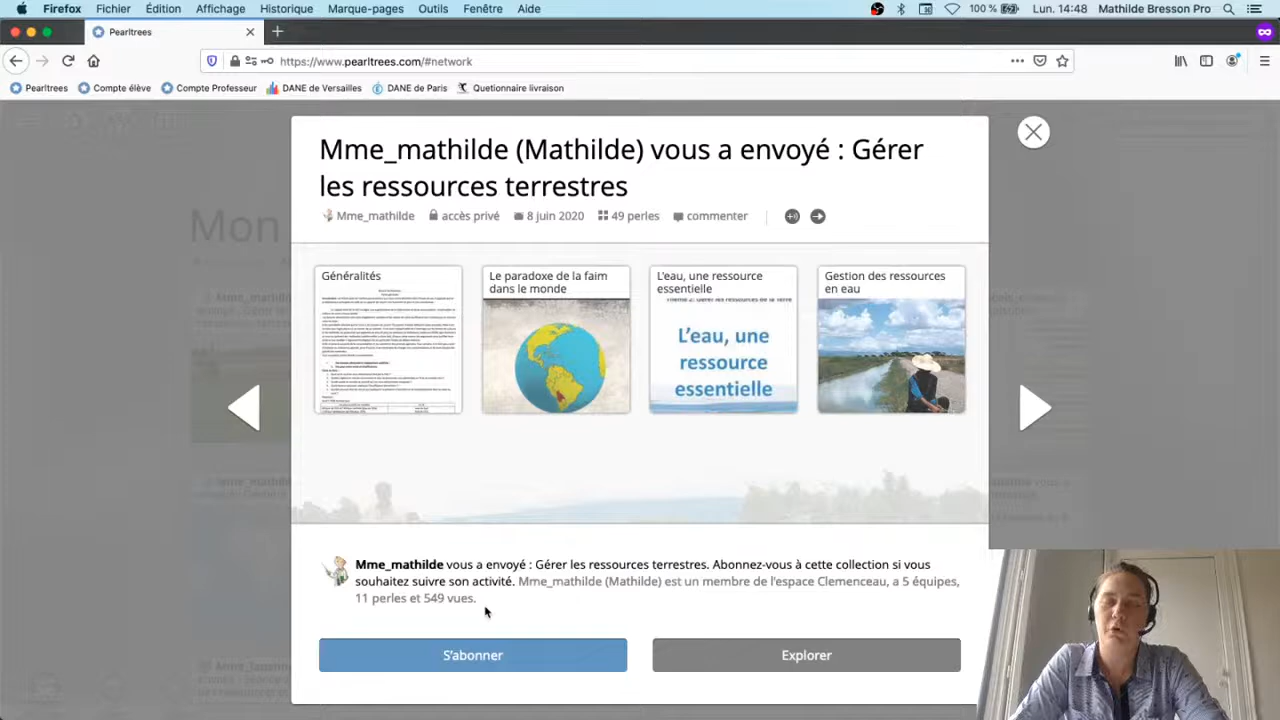 Firefox Fichier Édition Affichage Historique Marque-pages Outils Fenêtre Aide 100 % Lun. 14:48 Mathilde Bresson Pro
Pearltrees
https://www.pearltrees.com/#network
Pearltrees Compte élève Compte Professeur DANE de Versailles DANE de Paris Quetionnaire livraison
Mme_mathilde (Mathilde) vous a envoyé : Gérer
les ressources terrestres
Mme_mathilde accès privé 8 juin 2020 49 perles commenter
Mon
Généralités
Le paradoxe de la faim
dans le monde
L'eau, une ressource
essentielle
L'eau, une
ressource
essentielle
Gestion des ressources
en eau
Mme_mathilde vous a envoyé : Gérer les ressources terrestres. Abonnez-vous à cette collection si vous
souhaitez suivre son activité. Mme_mathilde (Mathilde) est un membre de l'espace Clemenceau, a 5 équipes,
11 perles et 549 vues.
S'abonner
Explorer